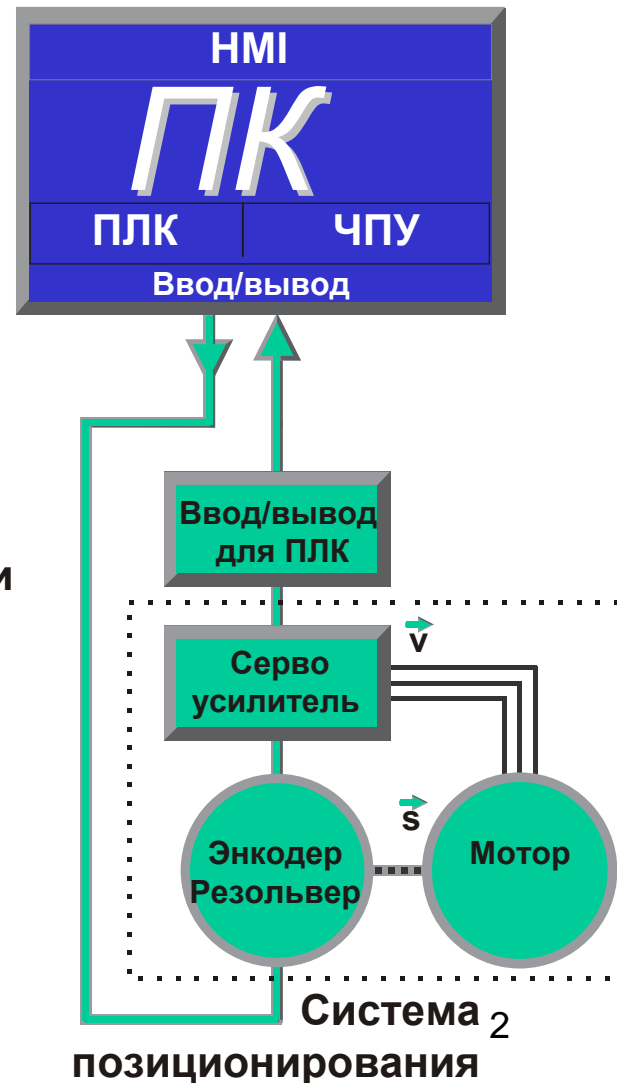 HMI
ПК
ПЛК ЧПУ
Ввод/вывод
Ввод/вывод
для ПЛК
и
v
Серво
усилитель
s
Энкодер
Резольвер
Мотор
Система 2
позиционирования